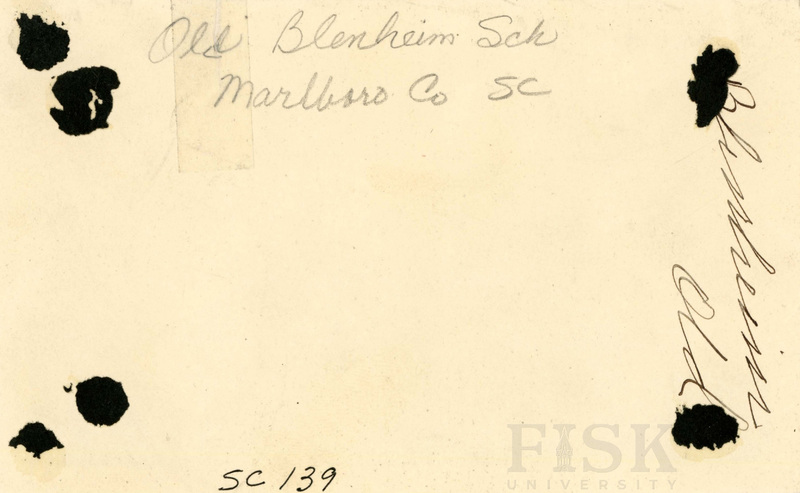 Old Blenheim Sch
Marlboro Co SC
Blenheim
Old
SC 139
FISK
UNIVERSITY